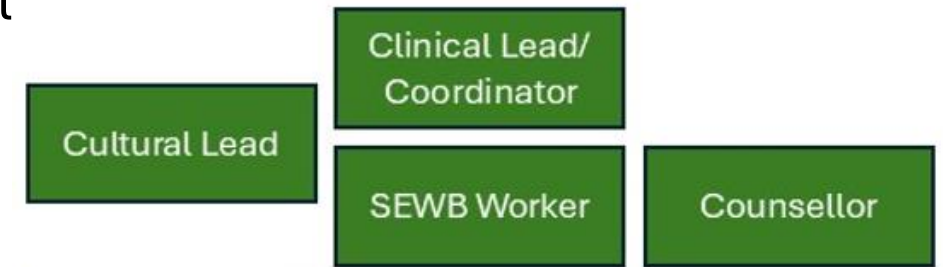 Clinical Lead/
Coordinator
Cultural Lead
SEWB Worker
Counsellor